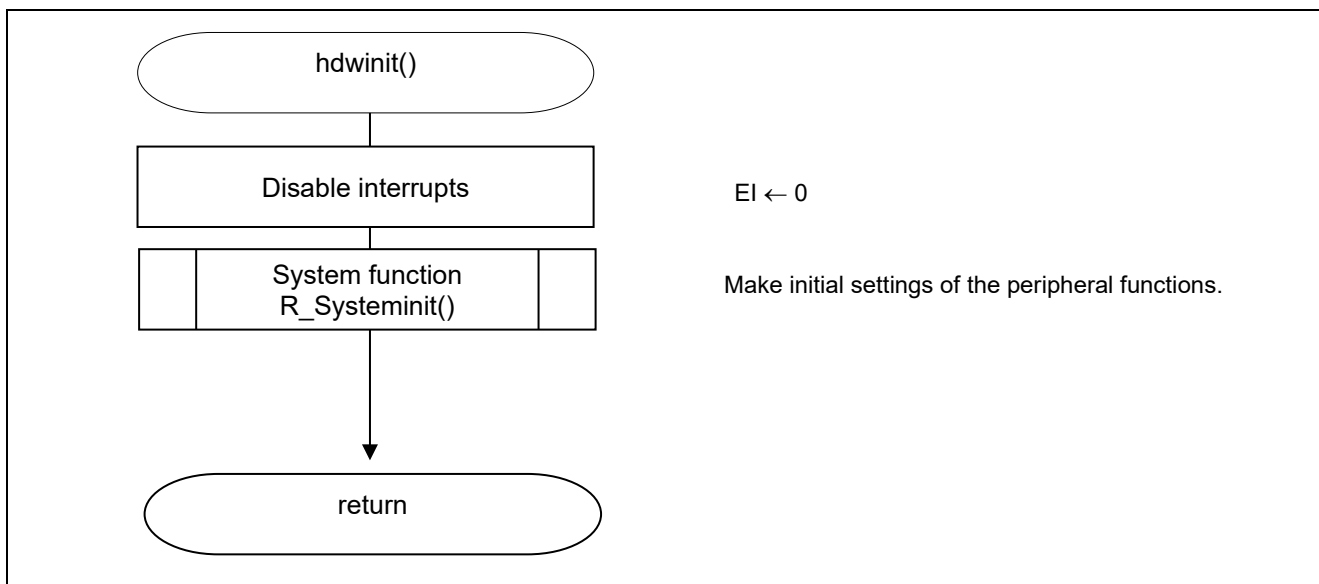 hdwinit()
Disable interrupts
EI ← 0
System function
R_Systeminit()
Make initial settings of the peripheral functions.
return